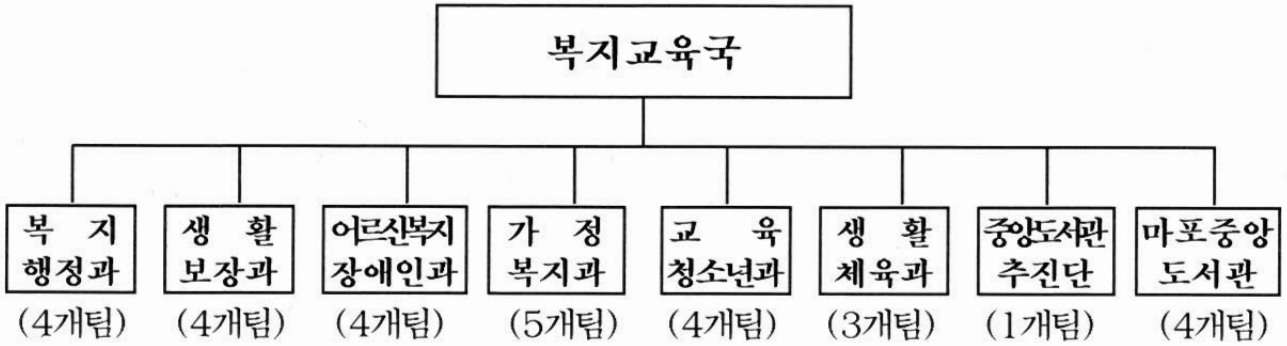 복지교육국
복 지
행정과
(4개팀)
생 활
보장과
(4개팀)
어르신복지
장애인과
(4개팀)
가 정
복지과
(5개팀)
교 육
청소년과
(4개팀)
생 활
체육과
(3개팀)
중앙도서관
추진단
(1개팀)
마포중앙
도서관
(4개팀)